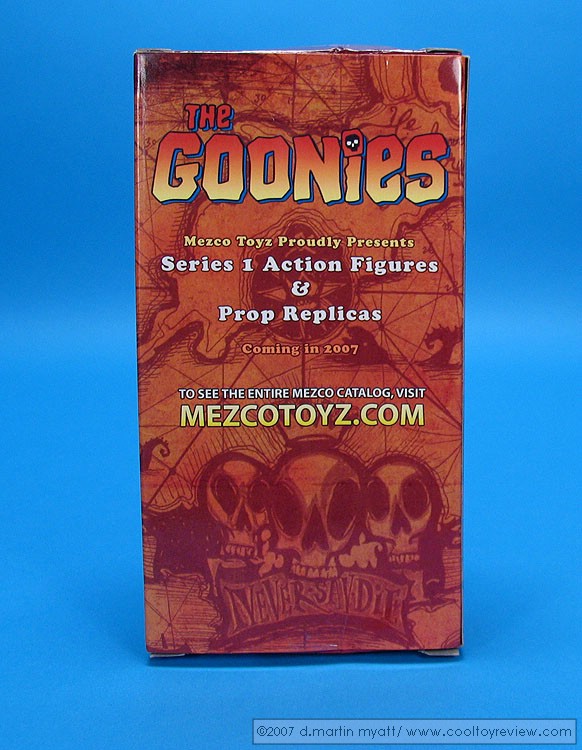 THE
GOONIES
Mezco Toyz Proudly Presents
Series 1 Action Figures
&
Prop Replicas
Coming in 2007
TO SEE THE ENTIRE MEZCO CATALOG, VISIT
MEZCOTOYZ.COM
NEVER SAY DIE
©2007 d.martin myatt/ www.cooltoyreview.com